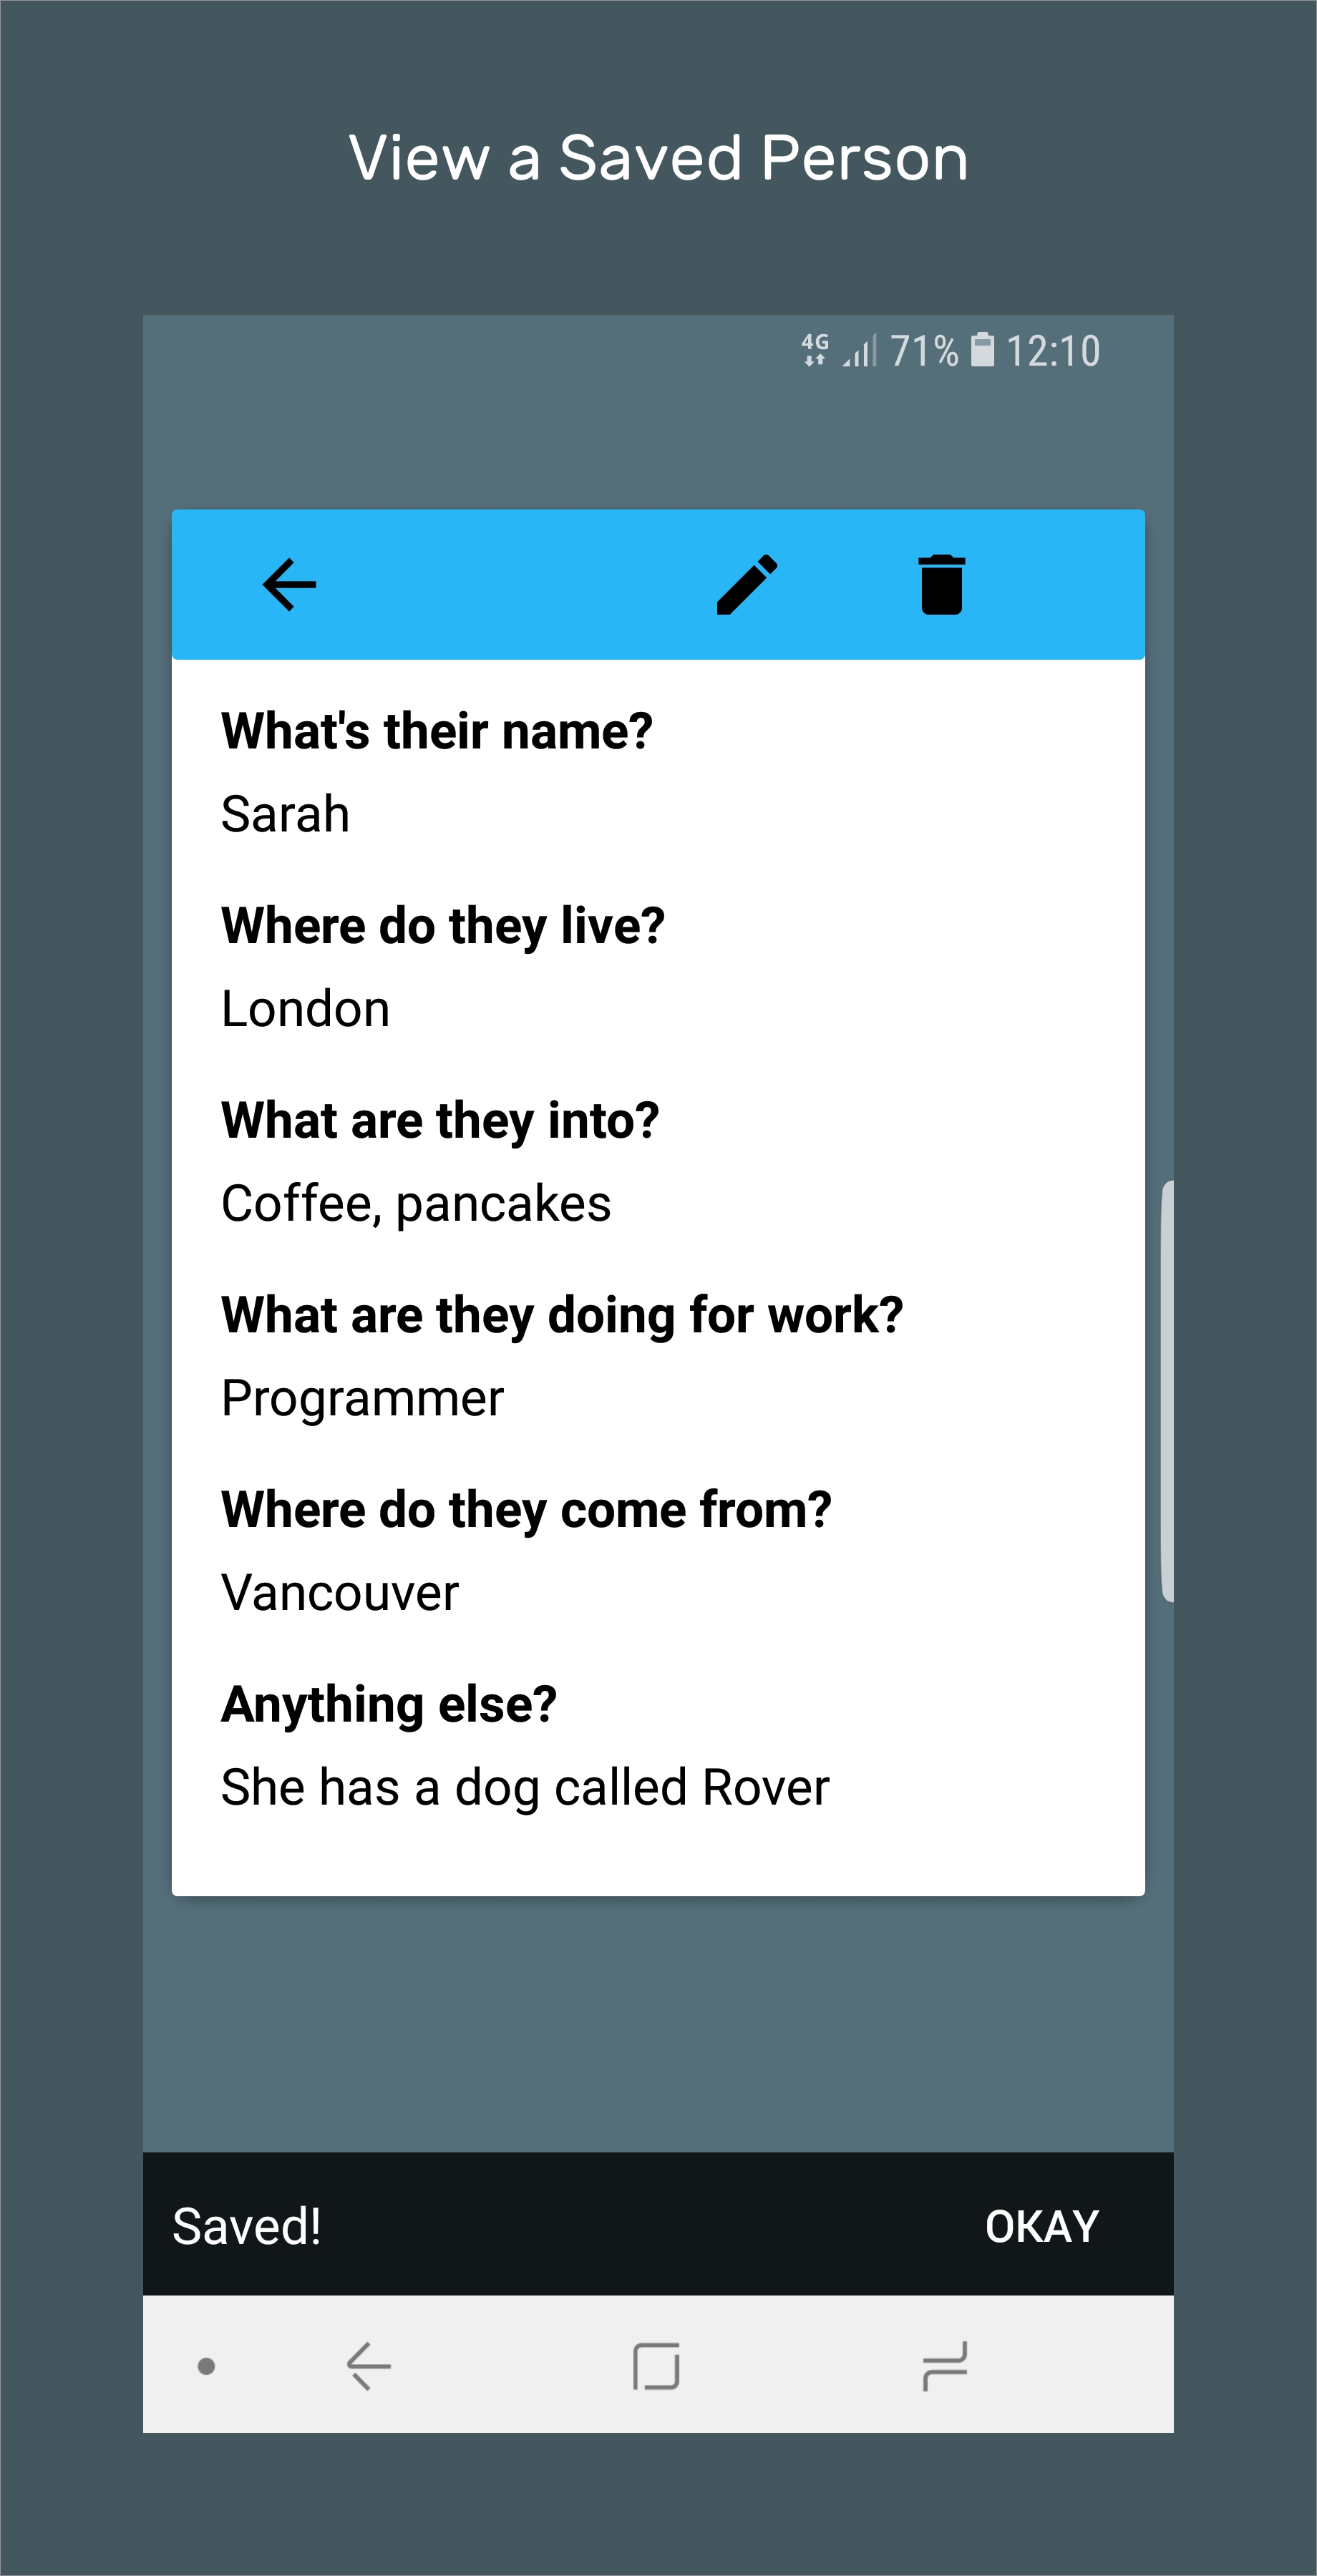 View a Saved Person
4G 71% 12:10
What's their name?
Sarah
Where do they live?
London
What are they into?
Coffee, pancakes
What are they doing for work?
Programmer
Where do they come from?
Vancouver
Anything else?
She has a dog called Rover
Saved! OKAY